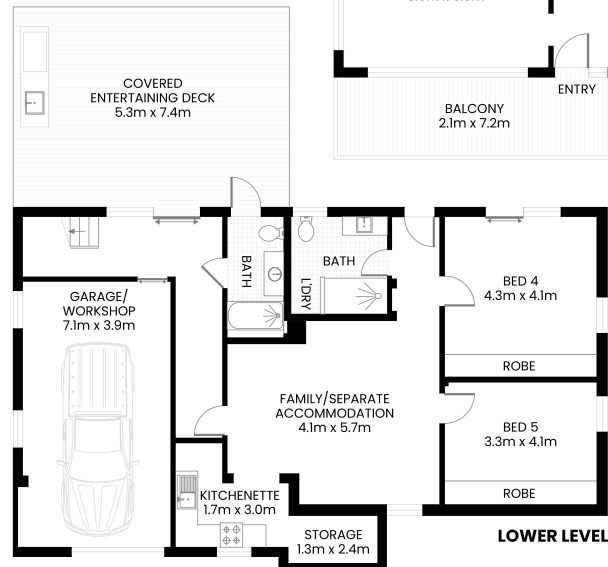 COVERED
ENTERTAINING DECK
5.3m x 7.4m
ENTRY
BALCONY
2.1m x 7.2m
BATH
BATH
L'DRY
BED 4
4.3m x 4.1m
ROBE
GARAGE/
WORKSHOP
7.1m x 3.9m
FAMILY/SEPARATE
ACCOMMODATION
4.1m x 5.7m
BED 5
3.3m x 4.1m
ROBE
KITCHENETTE
1.7m x 3.0m
STORAGE
1.3m x 2.4m
LOWER LEVEL